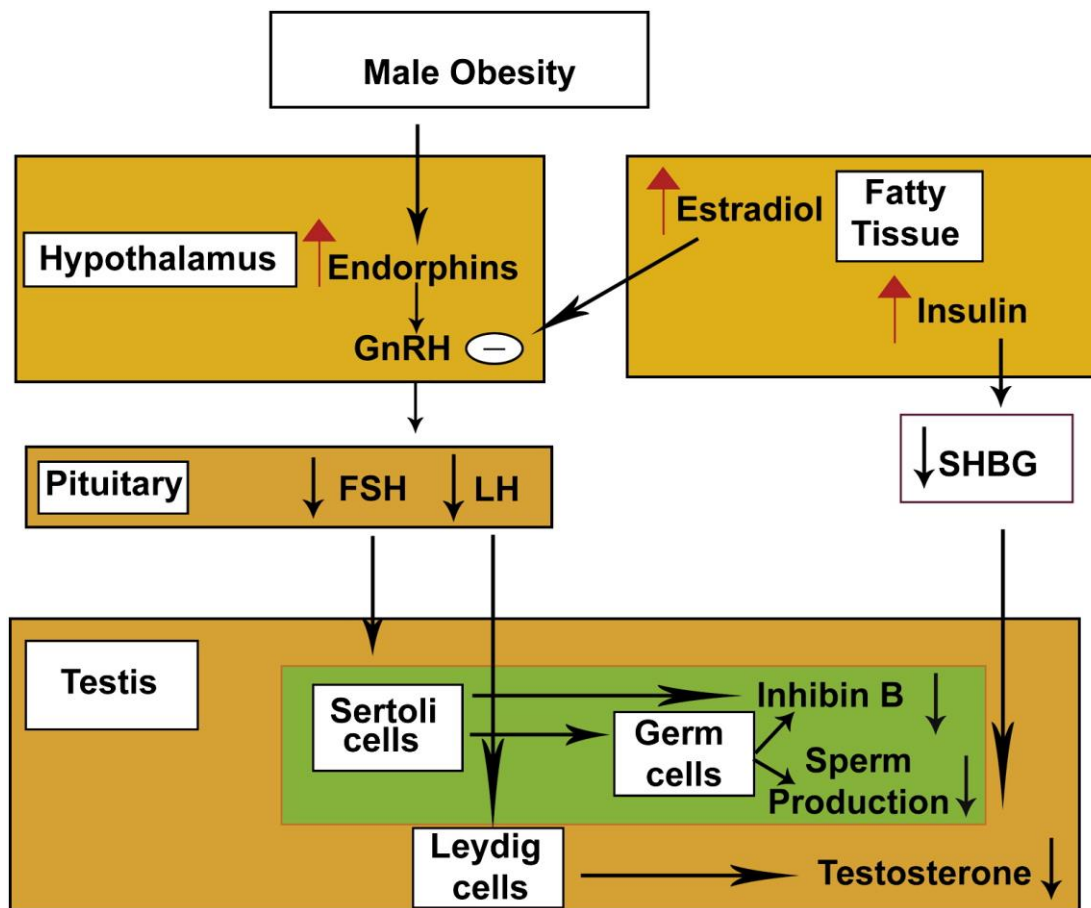 Male Obesity
Hypothalamus
Endorphins
GnRH
—
Estradiol
Fatty
Tissue
Insulin
Pituitary
FSH
LH
SHBG
Testis
Sertoli
cells
Inhibin B
Germ
cells
Sperm
Production
Leydig
cells
Testosterone